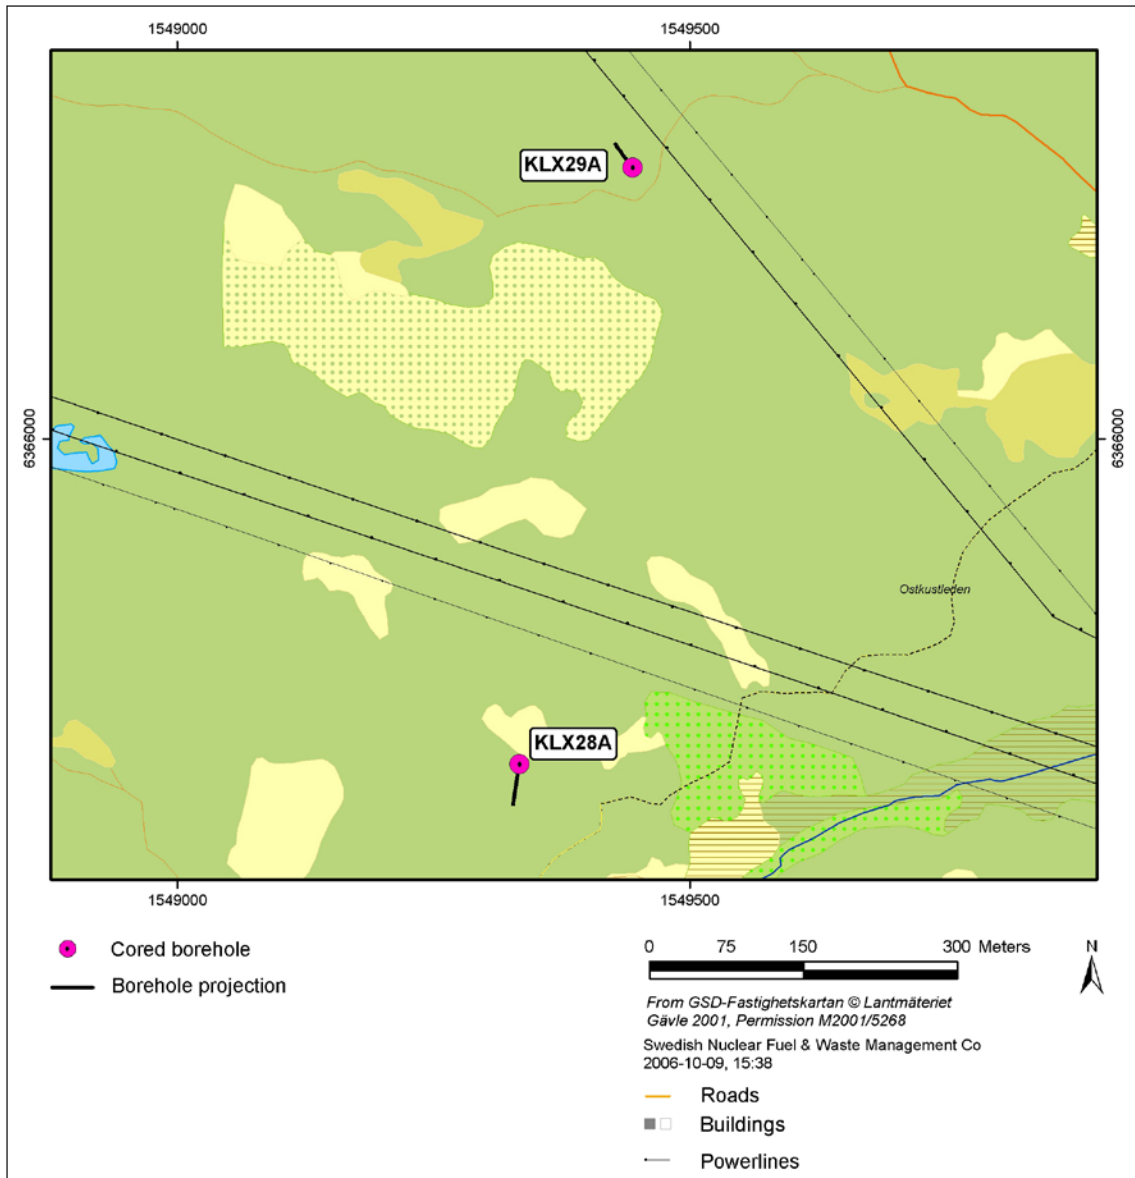 1549000 1549500
KLX29A
6366000 6366000
Ostkustleden
KLX28A
1549000 1549500
Cored borehole
Borehole projection
0 75 150 300 Meters
N
From GSD-Fastighetskartan © Lantmäteriet
Gävle 2001, Permission M2001/5268
Swedish Nuclear Fuel & Waste Management Co
2006-10-09, 15:38
Roads
Buildings
Powerlines